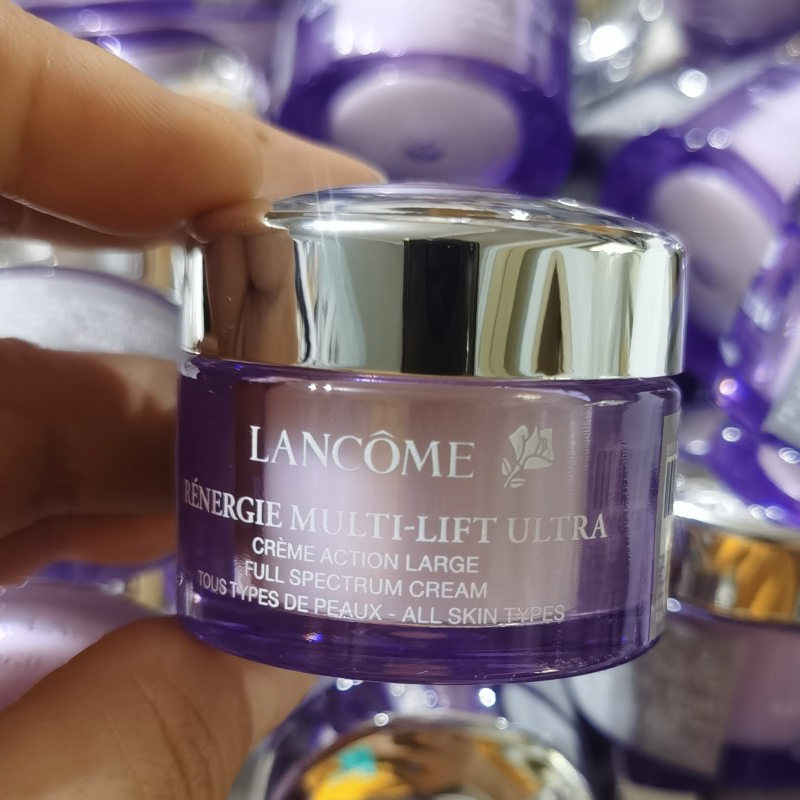 LANCÔME
RÉNERGIE MULTI-LIFT ULTRA
CRÈME ACTION LARGE
FULL SPECTRUM CREAM
TOUS TYPES DE PEAUX - ALL SKIN TYPES